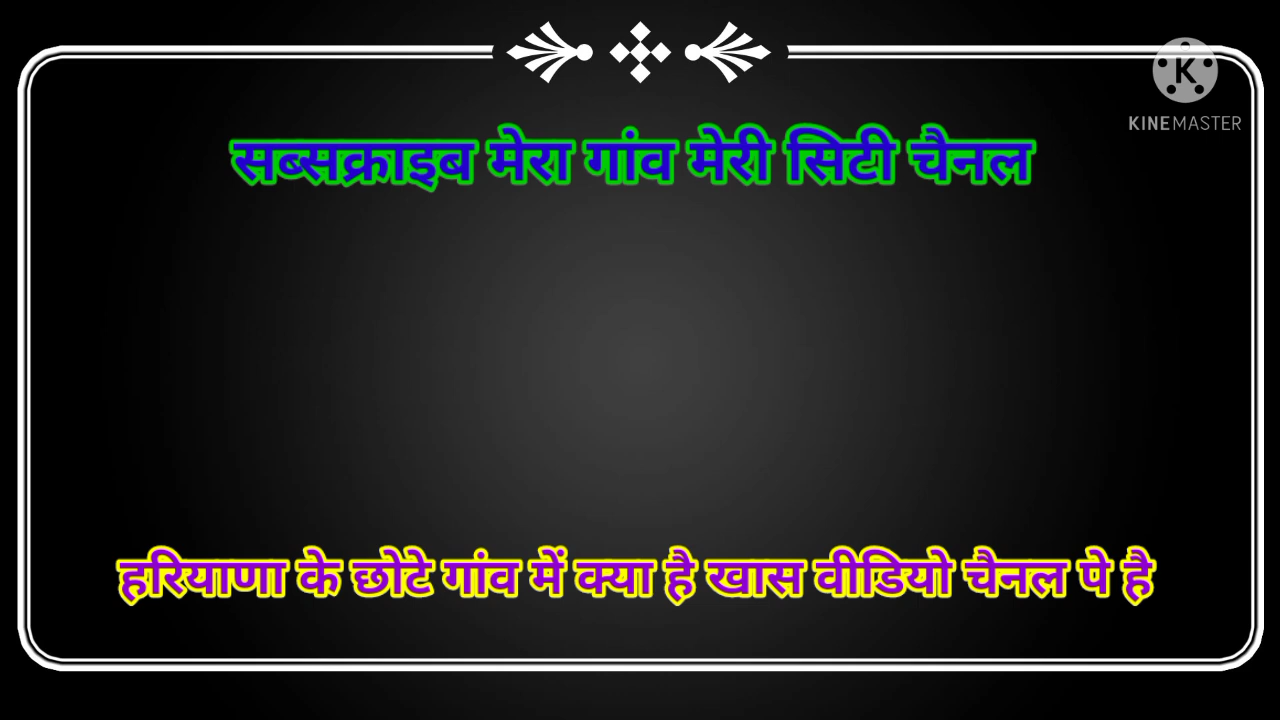 सब्सक्राइब मेरा गांव मेरी सिटी चैनल
K
KINEMASTER
हरियाणा के छोटे गांव में क्या है खास वीडियो चैनल पे है